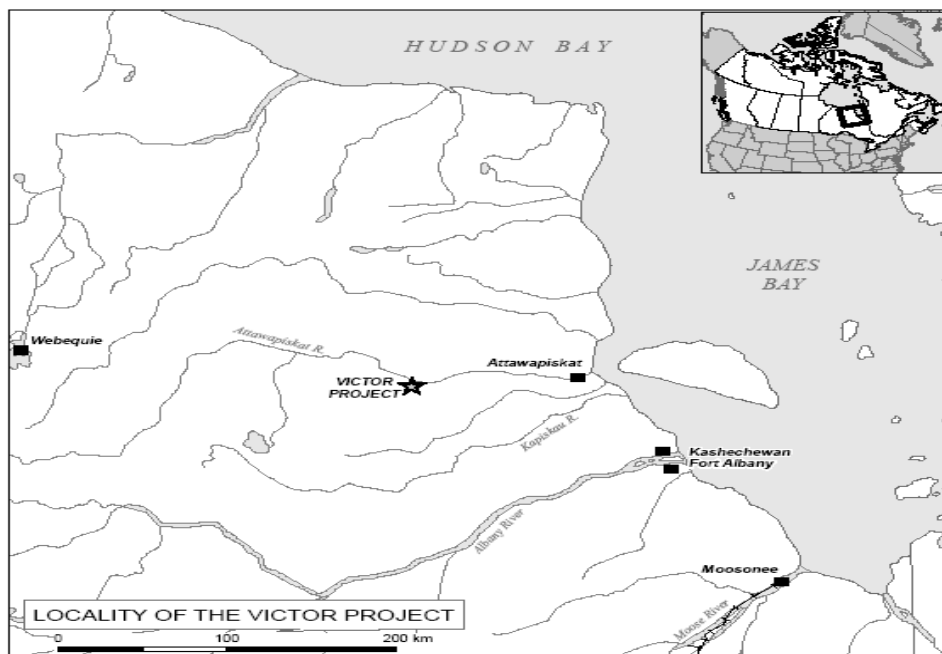 HUDSON BAY
JAMES
BAY
Webequie
Attawapiskat R.
Attawapiskat
VICTOR
PROJECT
Kapiskau R.
Kashechewan
Fort Albany
Albany River
Moosonee
Moose River
LOCALITY OF THE VICTOR PROJECT
0 100 200 km